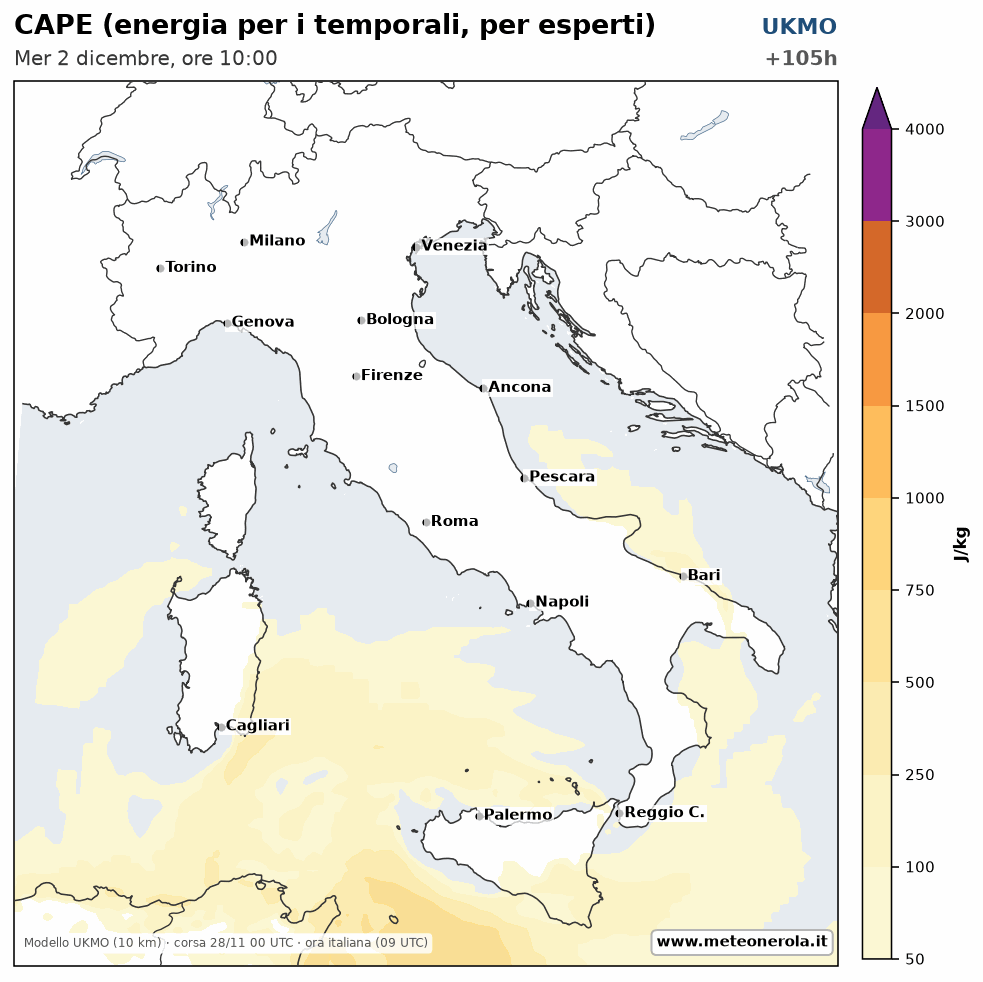 CAPE (energia per i temporali, per esperti)
UKMO
Mer 2 dicembre, ore 10:00
+105h
4000
3000
2000
1500
1000
750
500
250
100
50
J/kg
Milano
Venezia
Torino
Genova
Bologna
Firenze
Ancona
Pescara
Roma
Bari
Napoli
Cagliari
Palermo
Reggio C.
Modello UKMO (10 km) · corsa 28/11 00 UTC · ora italiana (09 UTC)
www.meteonerola.it